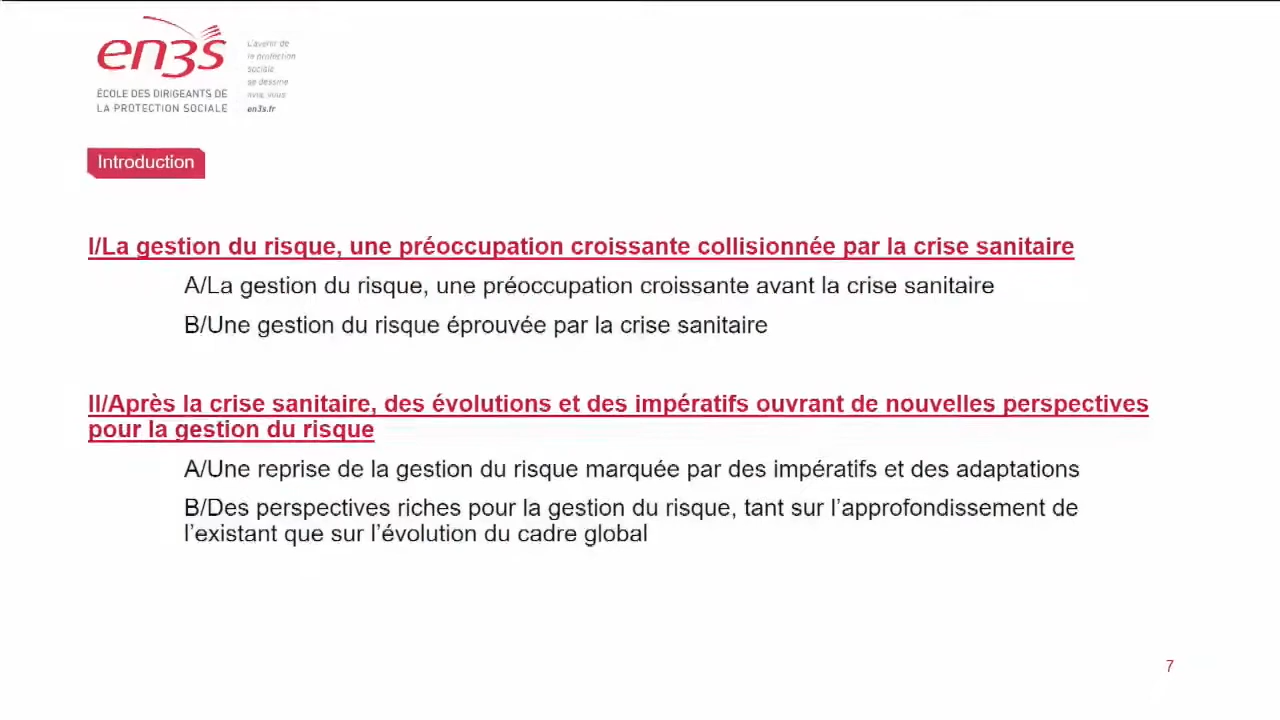 en3s
L'avenir de
la protection
sociale
se dessine
avec vous
en3s.fr
ÉCOLE DES DIRIGEANTS DE
LA PROTECTION SOCIALE
Introduction
I/La gestion du risque, une préoccupation croissante collisionnée par la crise sanitaire
A/La gestion du risque, une préoccupation croissante avant la crise sanitaire
B/Une gestion du risque éprouvée par la crise sanitaire
II/Après la crise sanitaire, des évolutions et des impératifs ouvrant de nouvelles perspectives
pour la gestion du risque
A/Une reprise de la gestion du risque marquée par des impératifs et des adaptations
B/Des perspectives riches pour la gestion du risque, tant sur l’approfondissement de
l’existant que sur l’évolution du cadre global
7